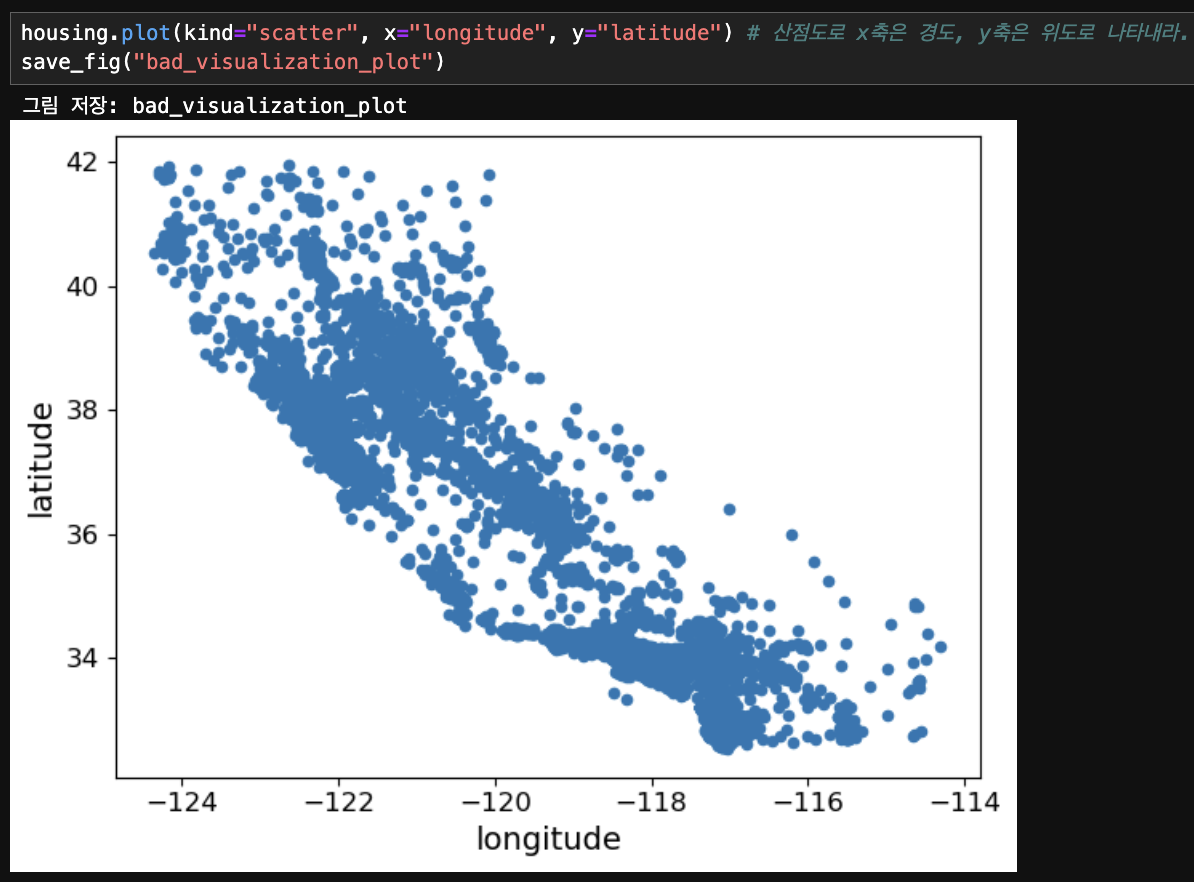 housing.plot(kind="scatter", x="longitude", y="latitude") # 산점도로 x축은 경도, y축은 위도로 나타내라.
save_fig("bad_visualization_plot")
그림 저장: bad_visualization_plot
42
40
38
36
34
latitude
−124 −122 −120 −118 −116 −114
longitude